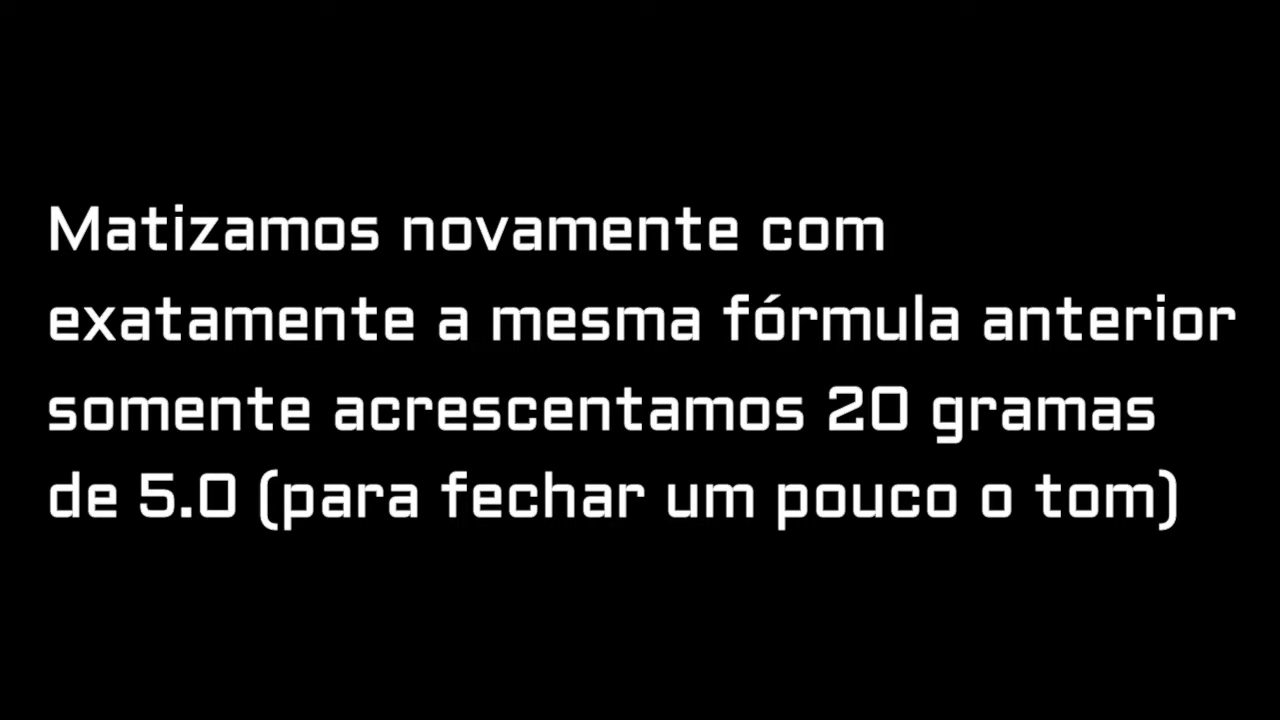 Matizamos novamente com
exatamente a mesma fórmula anterior
somente acrescentamos 20 gramas
de 5.0 (para fechar um pouco o tom)